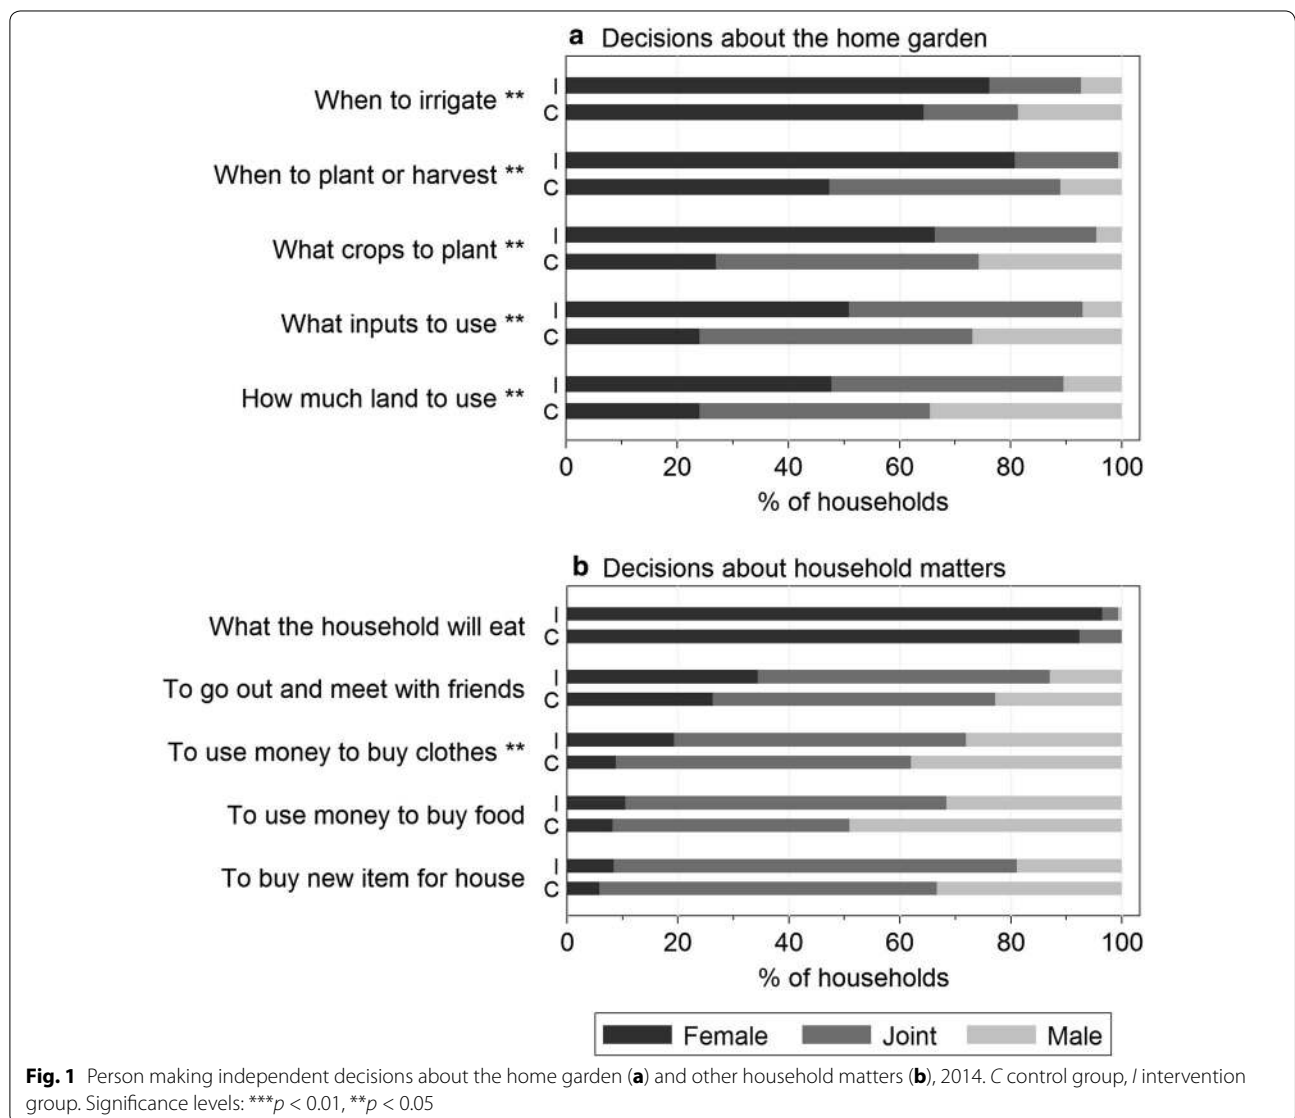 a Decisions about the home garden
When to irrigate **
I
C
When to plant or harvest **
I
C
What crops to plant **
I
C
What inputs to use **
I
C
How much land to use **
I
C
0 20 40 60 80 100
% of households
b Decisions about household matters
What the household will eat
I
C
To go out and meet with friends
I
C
To use money to buy clothes **
I
C
To use money to buy food
I
C
To buy new item for house
I
C
0 20 40 60 80 100
% of households
Female Joint Male
Fig. 1 Person making independent decisions about the home garden (a) and other household matters (b), 2014. C control group, I intervention
group. Significance levels: ***p < 0.01, **p < 0.05